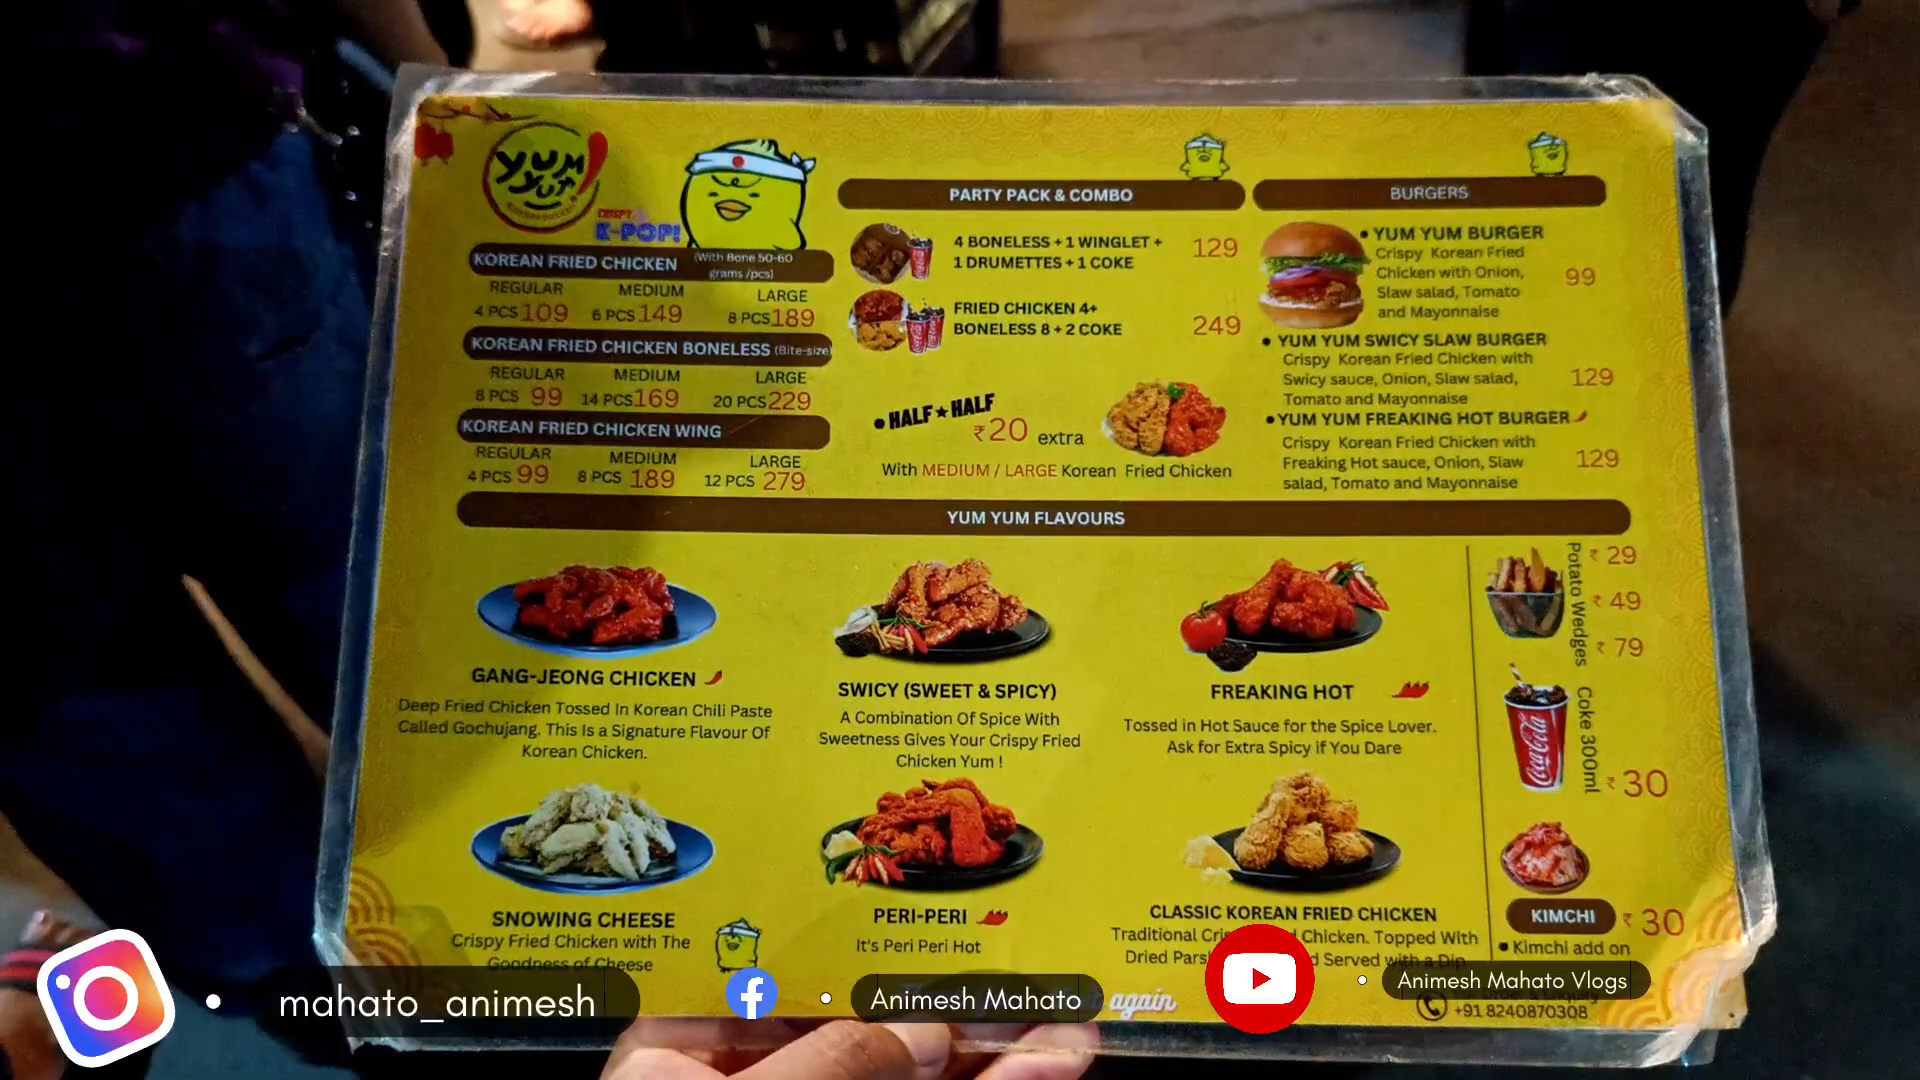 YUM YUM!
CRISPY
K-POP!
KOREAN FRIED CHICKEN (With Bone 50-60 grams /pcs)
REGULAR MEDIUM LARGE
4 PCS 109 6 PCS 149 8 PCS 189
KOREAN FRIED CHICKEN BONELESS (Bite-size)
REGULAR MEDIUM LARGE
8 PCS 99 14 PCS 169 20 PCS 229
KOREAN FRIED CHICKEN WING
REGULAR MEDIUM LARGE
4 PCS 99 8 PCS 189 12 PCS 279
PARTY PACK & COMBO
4 BONELESS + 1 WINGLET +
1 DRUMETTES + 1 COKE
129
FRIED CHICKEN 4+
BONELESS 8 + 2 COKE
249
• HALF ★ HALF
₹20 extra
With MEDIUM / LARGE Korean Fried Chicken
BURGERS
• YUM YUM BURGER
Crispy Korean Fried
Chicken with Onion,
Slaw salad, Tomato
and Mayonnaise
99
• YUM YUM SWICY SLAW BURGER
Crispy Korean Fried Chicken with
Swicy sauce, Onion, Slaw salad,
Tomato and Mayonnaise
129
• YUM YUM FREAKING HOT BURGER
Crispy Korean Fried Chicken with
Freaking Hot sauce, Onion, Slaw
salad, Tomato and Mayonnaise
129
YUM YUM FLAVOURS
GANG-JEONG CHICKEN
Deep Fried Chicken Tossed In Korean Chili Paste
Called Gochujang. This Is a Signature Flavour Of
Korean Chicken.
SWICY (SWEET & SPICY)
A Combination Of Spice With
Sweetness Gives Your Crispy Fried
Chicken Yum !
FREAKING HOT
Tossed in Hot Sauce for the Spice Lover.
Ask for Extra Spicy if You Dare
Potato Wedges
₹ 29
₹ 49
₹ 79
Coca-Cola
Coke 300ml
₹ 30
SNOWING CHEESE
Crispy Fried Chicken with The
Goodness of Cheese
PERI-PERI
It's Peri Peri Hot
CLASSIC KOREAN FRIED CHICKEN
Traditional Chicken. Topped With
Dried Served with a Dip
KIMCHI ₹ 30
• Kimchi add on
again
+91 8240870308
mahato_animesh
Animesh Mahato
Animesh Mahato Vlogs